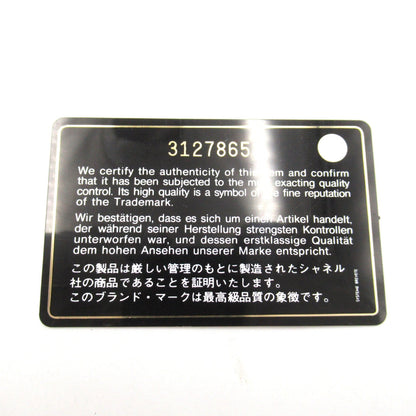 3127865
We certify the authenticity of this item and confirm
that it has been subjected to the most exacting quality
control. Its high quality is a symbol of the fine reputation
of the Trademark.
Wir bestätigen, dass es sich um einen Artikel handelt,
der während seiner Herstellung strengsten Kontrollen
unterworfen war, und dessen erstklassige Qualität
dem hohen Ansehen unserer Marke entspricht.
この製品は厳しい管理のもとに製造されたシャネル
社の商品であることを証明いたします。
このブランド・マークは最高級品質の象徴です。